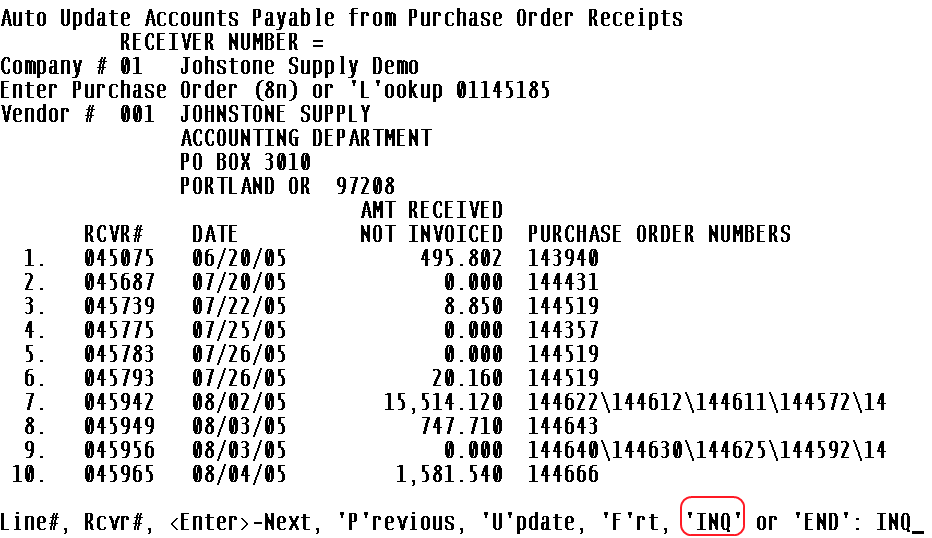 Auto Update Accounts Payable from Purchase Order Receipts
RECEIVER NUMBER =
Company # 01 Johstone Supply Demo
Enter Purchase Order (8n) or 'L'ookup 01145185
Vendor # 001 JOHNSTONE SUPPLY
ACCOUNTING DEPARTMENT
PO BOX 3010
PORTLAND OR 97208
AMT RECEIVED
RCVR# DATE NOT INVOICED PURCHASE ORDER NUMBERS
1. 045075 06/20/05 495.802 143940
2. 045687 07/20/05 0.000 144431
3. 045739 07/22/05 8.850 144519
4. 045775 07/25/05 0.000 144357
5. 045783 07/26/05 0.000 144519
6. 045793 07/26/05 20.160 144519
7. 045942 08/02/05 15,514.120 144622\144612\144611\144572\14
8. 045949 08/03/05 747.710 144643
9. 045956 08/03/05 0.000 144640\144630\144625\144592\14
10. 045965 08/04/05 1,581.540 144666
Line#, Rcvr#, <Enter>-Next, 'P'revious, 'U'pdate, 'F'rt, 'INQ' or 'END': INQ_